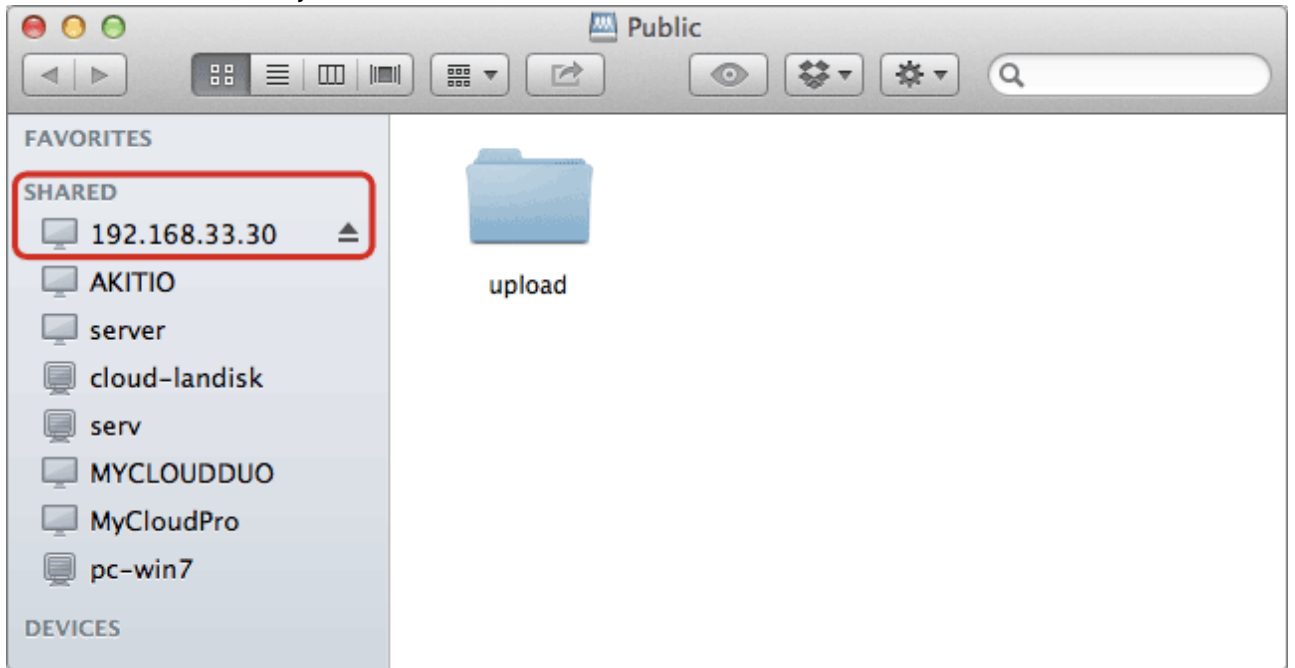 Public
FAVORITES
SHARED
192.168.33.30
AKITIO
server
cloud-landisk
serv
MYCLOUDDUO
MyCloudPro
pc-win7
DEVICES
upload